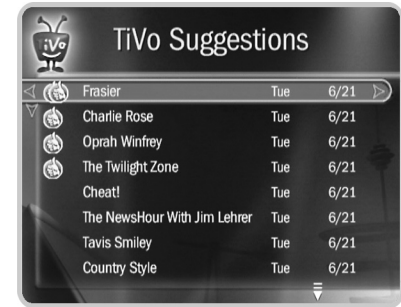 TiVo
TiVo Suggestions
Frasier Tue 6/21
Charlie Rose Tue 6/21
Oprah Winfrey Tue 6/21
The Twilight Zone Tue 6/21
Cheat! Tue 6/21
The NewsHour With Jim Lehrer Tue 6/21
Tavis Smiley Tue 6/21
Country Style Tue 6/21